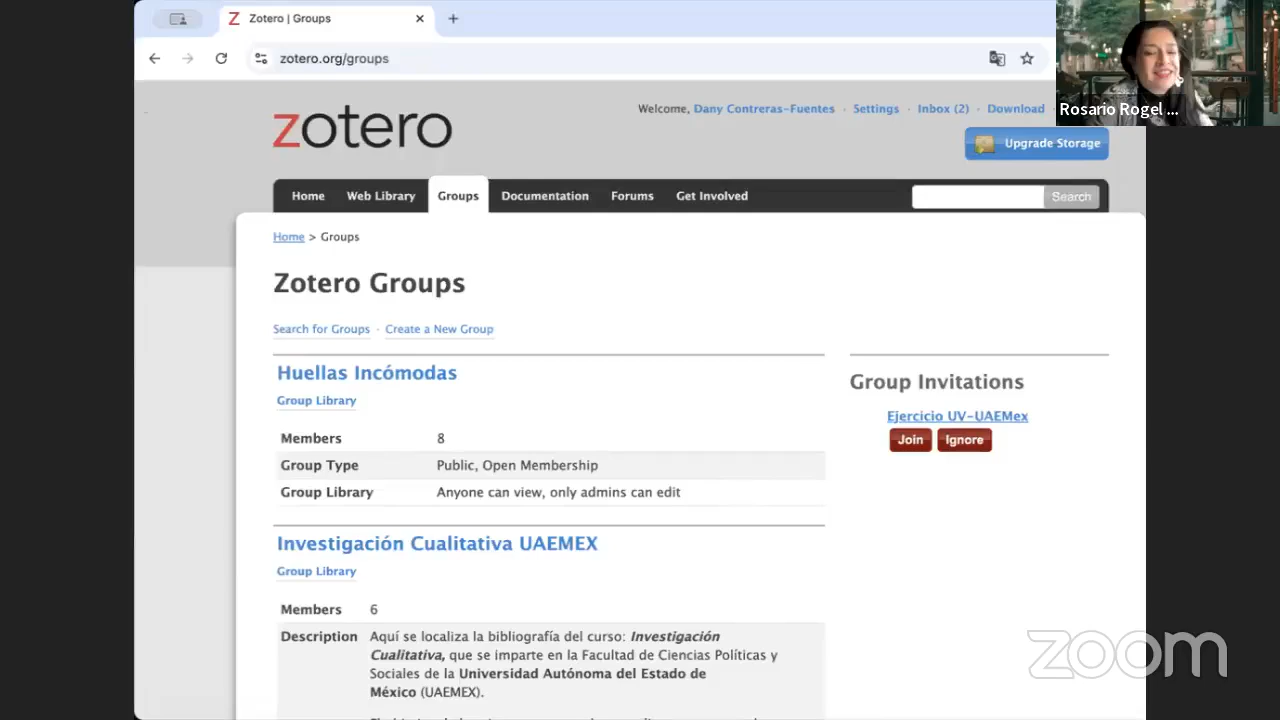 Zotero | Groups
zotero.org/groups
Rosario Rogel ...
zotero
Welcome, Dany Contreras-Fuentes · Settings · Inbox (2) · Download
Upgrade Storage
Home Web Library Groups Documentation Forums Get Involved
Search
Home > Groups
Zotero Groups
Search for Groups · Create a New Group
Huellas Incómodas
Group Library
Members 8
Group Type Public, Open Membership
Group Library Anyone can view, only admins can edit
Group Invitations
Ejercicio UV-UAEMex
Join Ignore
Investigación Cualitativa UAEMEX
Group Library
Members 6
Description Aquí se localiza la bibliografía del curso: Investigación
Cualitativa, que se imparte en la Facultad de Ciencias Políticas y
Sociales de la Universidad Autónoma del Estado de
México (UAEMEX).
zoom